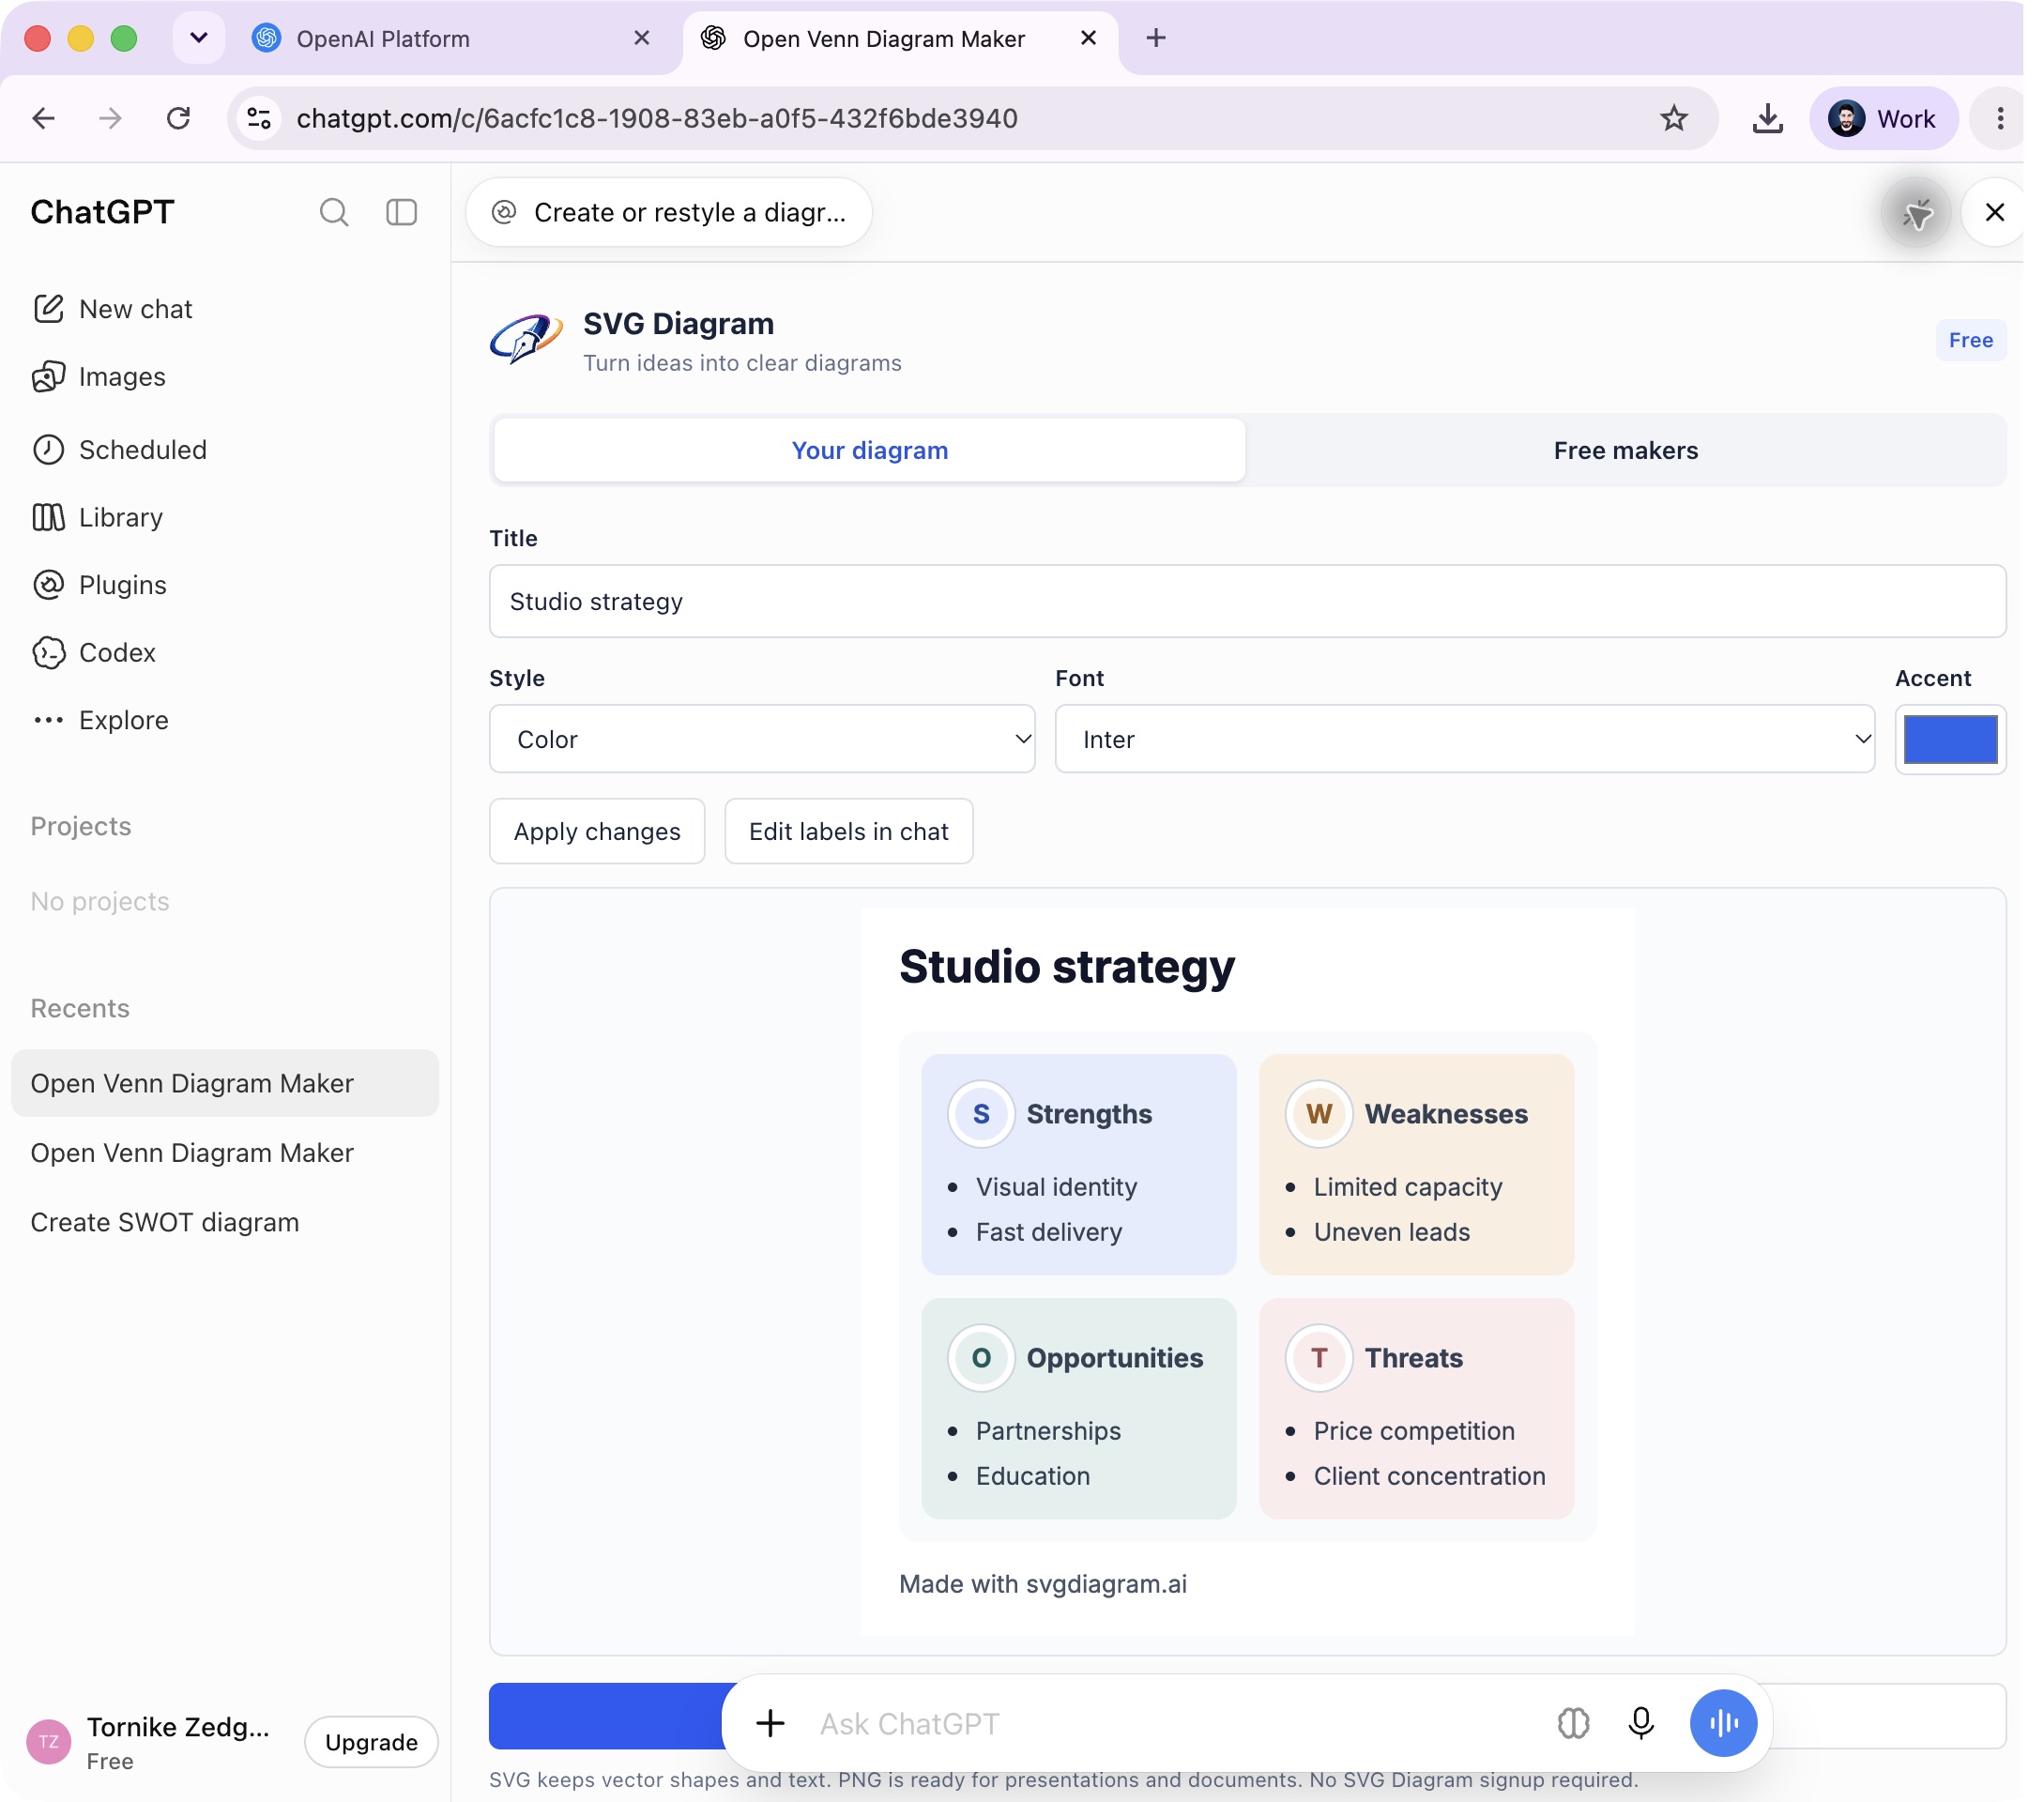 OpenAI Platform
Open Venn Diagram Maker
chatgpt.com/c/6acfc1c8-1908-83eb-a0f5-432f6bde3940
Work
ChatGPT
New chat
Images
Scheduled
Library
Plugins
Codex
Explore
Projects
No projects
Recents
Open Venn Diagram Maker
Open Venn Diagram Maker
Create SWOT diagram
TZ
Tornike Zedg...
Free
Upgrade
Create or restyle a diagr...
SVG Diagram
Turn ideas into clear diagrams
Free
Your diagram
Free makers
Title
Studio strategy
Style
Font
Accent
Color
Inter
Apply changes
Edit labels in chat
Studio strategy
S Strengths
• Visual identity
• Fast delivery
W Weaknesses
• Limited capacity
• Uneven leads
O Opportunities
• Partnerships
• Education
T Threats
• Price competition
• Client concentration
Made with svgdiagram.ai
Ask ChatGPT
SVG keeps vector shapes and text. PNG is ready for presentations and documents. No SVG Diagram signup required.